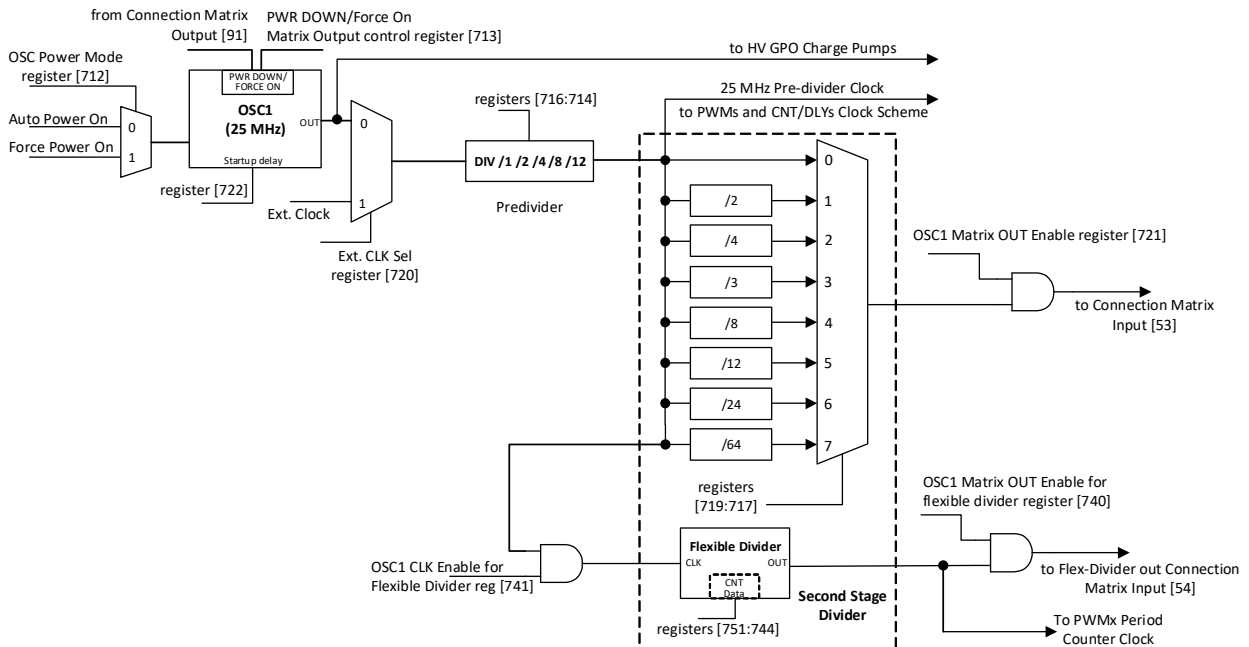 from Connection Matrix
Output [91]
PWR DOWN/Force On
Matrix Output control register [713]
OSC Power Mode
register [712]
PWR DOWN/
FORCE ON
OSC1
(25 MHz)
OUT
Startup delay
Auto Power On
Force Power On
0
1
register [722]
0
1
Ext. Clock
Ext. CLK Sel
register [720]
registers [716:714]
DIV /1 /2 /4 /8 /12
Predivider
to HV GPO Charge Pumps
25 MHz Pre-divider Clock
to PWMs and CNT/DLYs Clock Scheme
0
/2
1
/4
2
/3
3
/8
4
/12
5
/24
6
/64
7
registers
[719:717]
OSC1 Matrix OUT Enable register [721]
to Connection Matrix
Input [53]
OSC1 CLK Enable for
Flexible Divider reg [741]
Flexible Divider
CLK
OUT
CNT
Data
registers [751:744]
Second Stage
Divider
OSC1 Matrix OUT Enable for
flexible divider register [740]
to Flex-Divider out Connection
Matrix Input [54]
To PWMx Period
Counter Clock